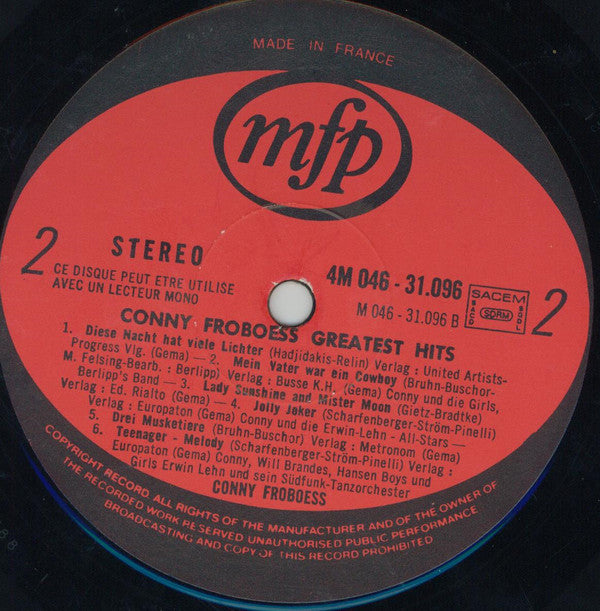 MADE IN FRANCE
mfp
2
STEREO
CE DISQUE PEUT ETRE UTILISE
AVEC UN LECTEUR MONO
4M 046 - 31.096
M 046 - 31.096 B
SACEM
SACD
SDRM
SGDL
2
CONNY FROBOESS GREATEST HITS
1. Diese Nacht hat viele Lichter (Hadjidakis-Relin) Verlag : United Artists-
Progress Vlg. (Gema) — 2. Mein Vater war ein Cowboy (Bruhn-Buschor-
M. Felsing-Bearb. : Berlipp) Verlag : Busse K.H. (Gema) Conny und die Girls,
Berlipp's Band — 3. Lady Sunshine and Mister Moon (Gietz-Bradtke)
Verlag : Ed. Rialto (Gema) — 4. Jolly Joker (Scharfenberger-Ström-Pinelli)
Verlag : Europaton (Gema) Conny und die Erwin-Lehn - All-Stars —
5. Drei Musketiere (Bruhn-Buschor) Verlag : Metronom (Gema)
6. Teenager - Melody (Scharfenberger-Ström-Pinelli) Verlag :
Europaton (Gema) Conny, Will Brandes, Hansen Boys und
Girls Erwin Lehn und sein Südfunk-Tanzorchester
CONNY FROBOESS
COPYRIGHT RECORD. ALL RIGHTS OF THE MANUFACTURER AND OF THE OWNER OF
THE RECORDED WORK RESERVED UNAUTHORISED PUBLIC PERFORMANCE
BROADCASTING AND COPY OF THIS RECORD PROHIBITED